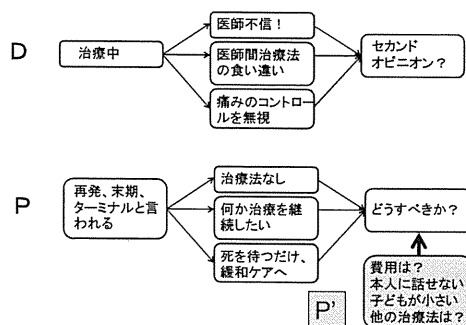 D
治療中
医師不信！
医師間治療法
の食い違い
痛みのコントロー
ルを無視
セカンド
オピニオン？
P
再発、末期、
ターミナルと言
われる
治療法なし
何か治療を継
続したい
死を待つだけ、
緩和ケアへ
どうすべきか？
P'
費用は？
本人に話せない
子どもが小さい
他の治療法は？